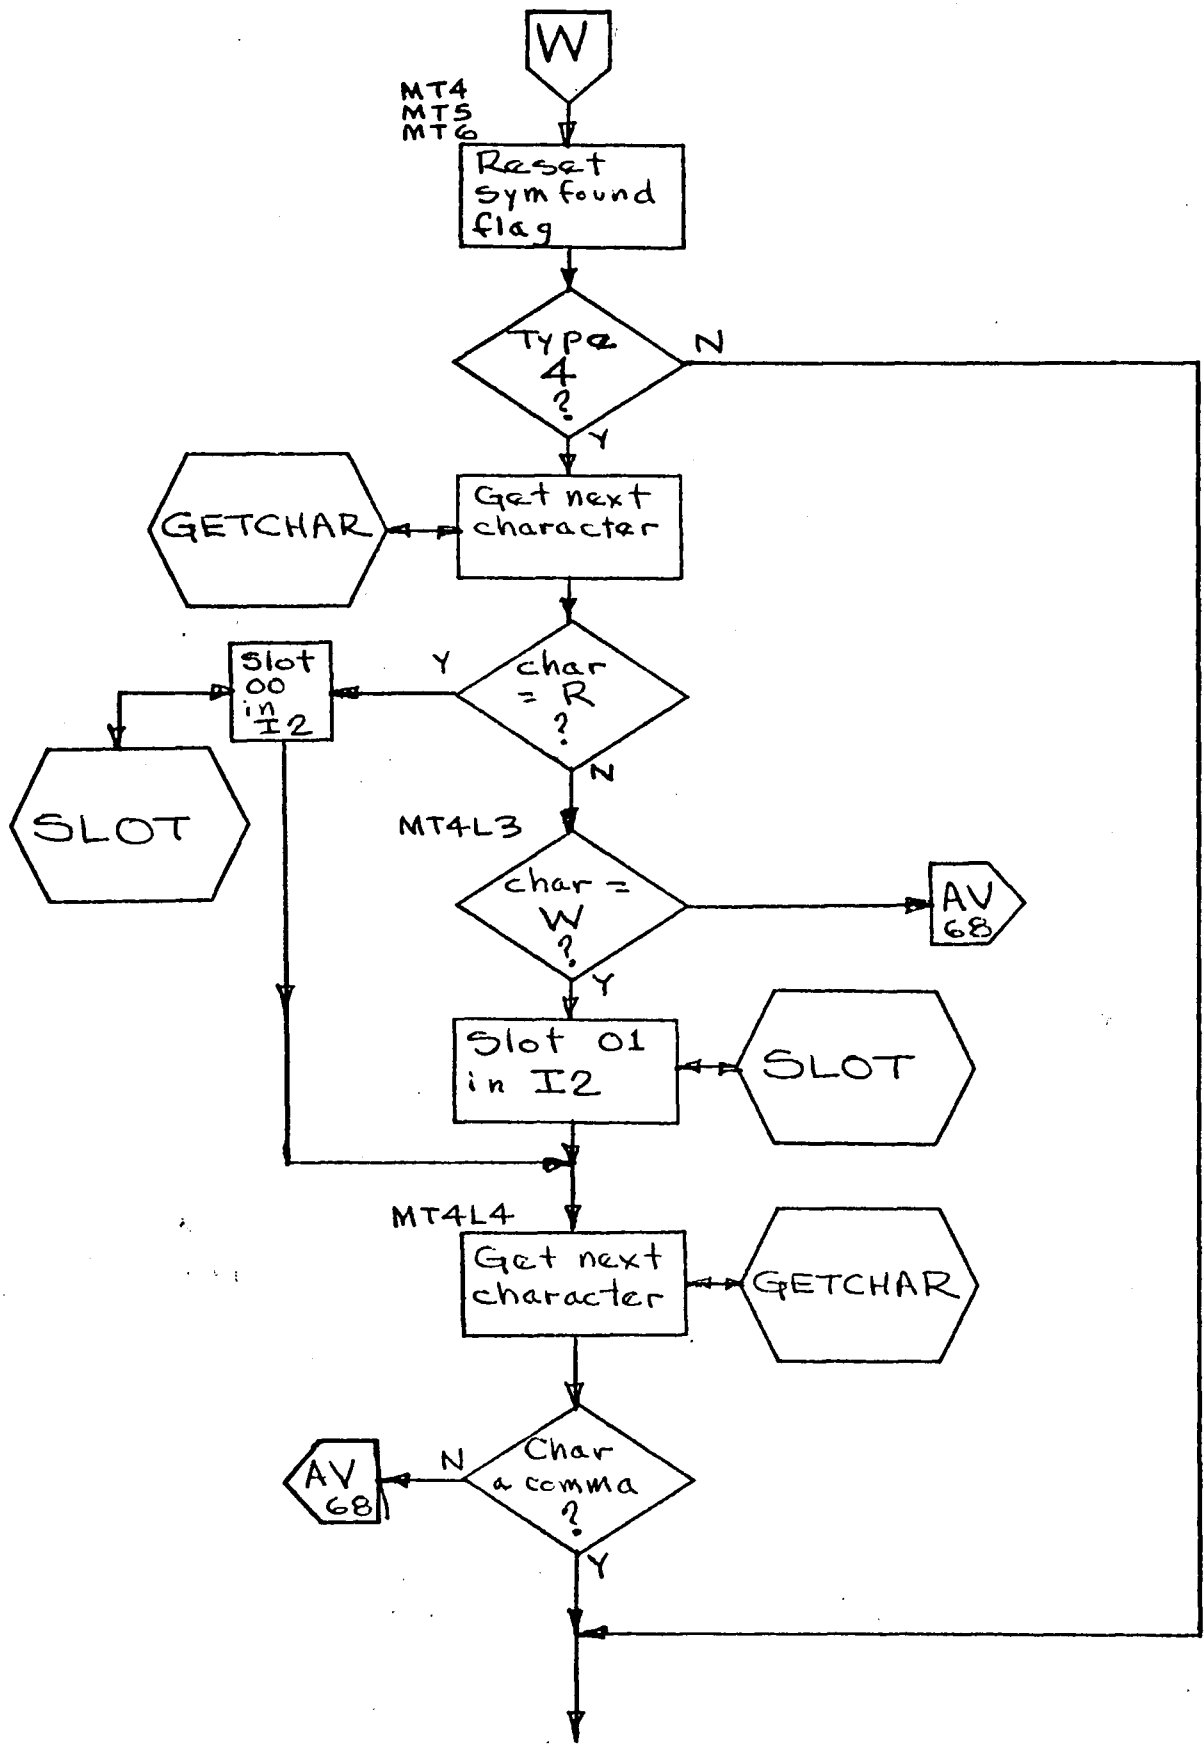 W
MT4
MT5
MT6
Reset
sym found
flag
Type
4
?
N
Y
GETCHAR
Get next
character
Slot
00
in
I2
Y
char
= R
?
N
SLOT
MT4L3
char =
W
?
AV
68
Y
Slot 01
in I2
SLOT
MT4L4
Get next
character
GETCHAR
AV
68
N
Char
a comma
?
Y